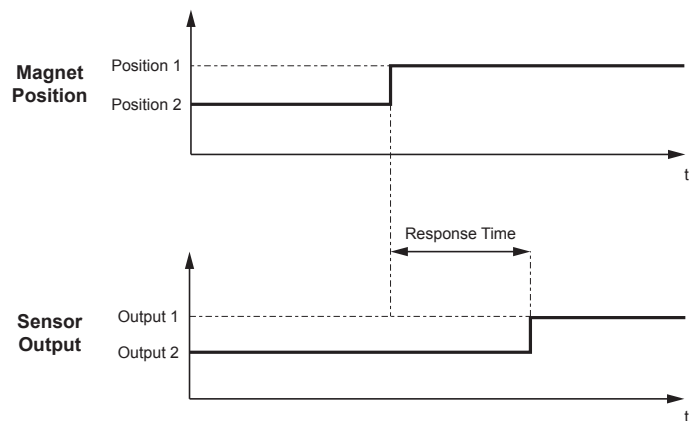 Magnet
Position
Position 1
Position 2
t
Response Time
Sensor
Output
Output 1
Output 2
t